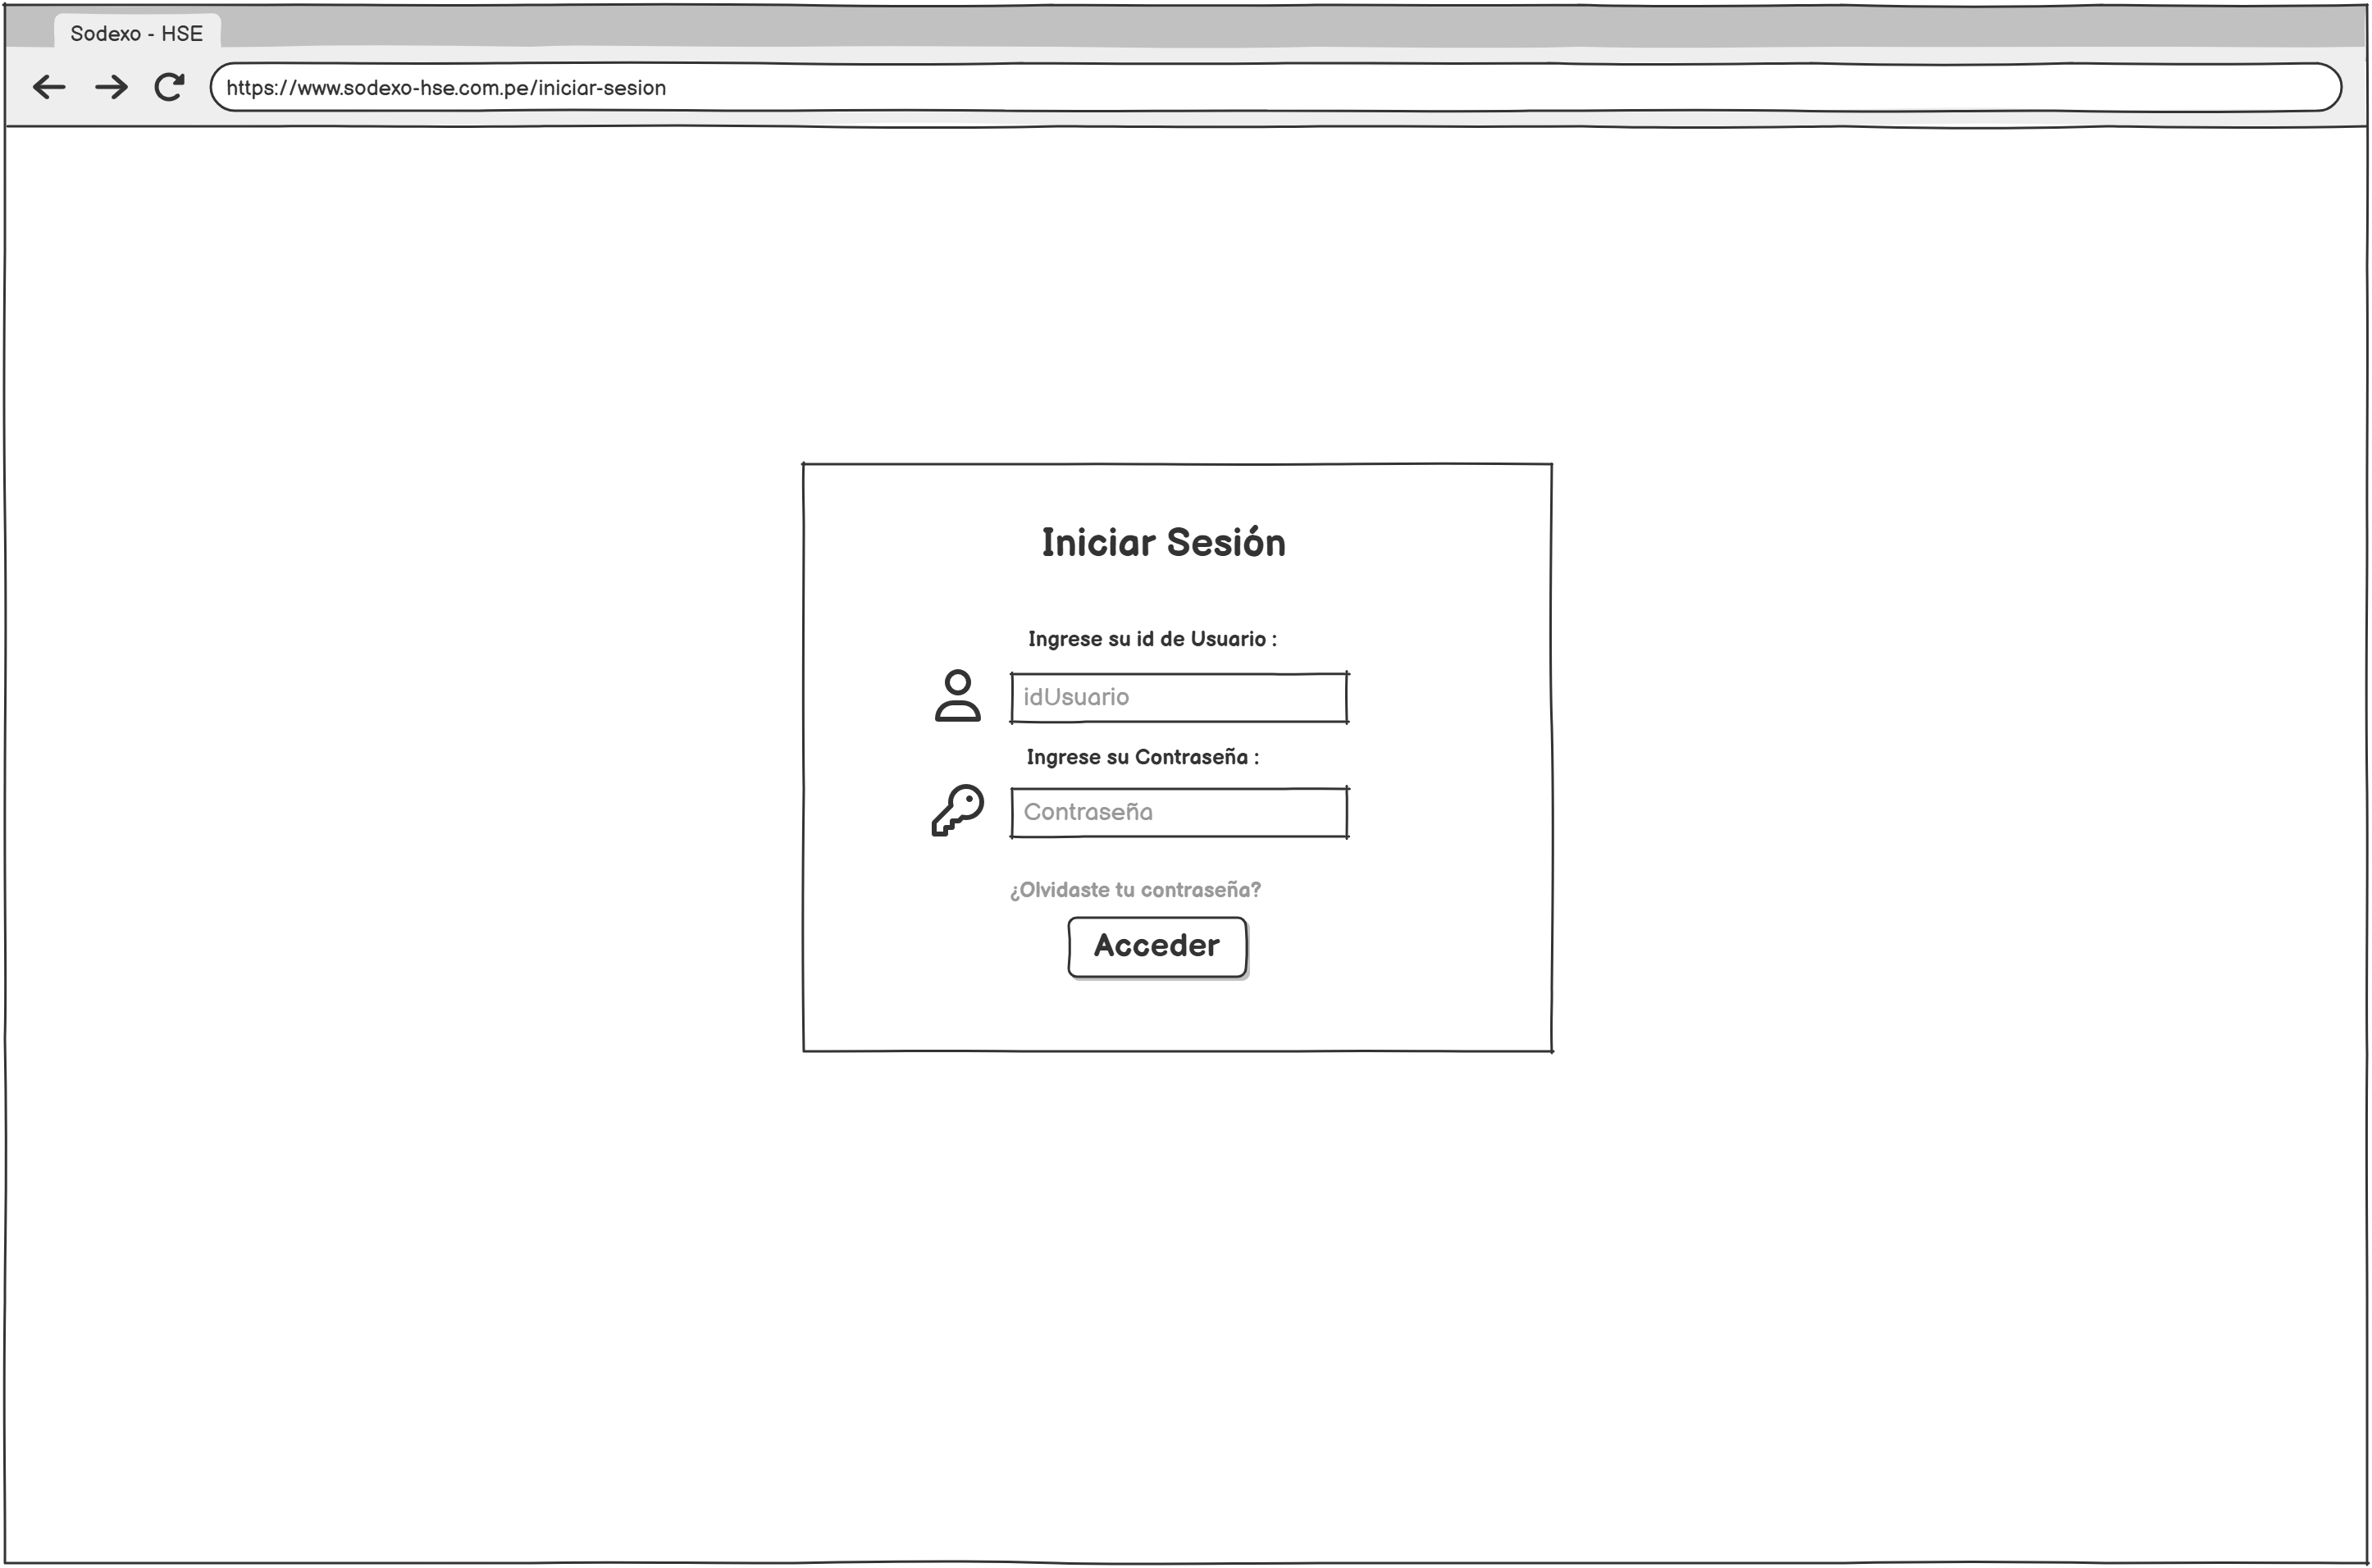 Sodexo - HSE
https://www.sodexo-hse.com.pe/iniciar-sesion
Iniciar Sesión
Ingrese su id de Usuario :
idUsuario
Ingrese su Contraseña :
Contraseña
¿Olvidaste tu contraseña?
Acceder